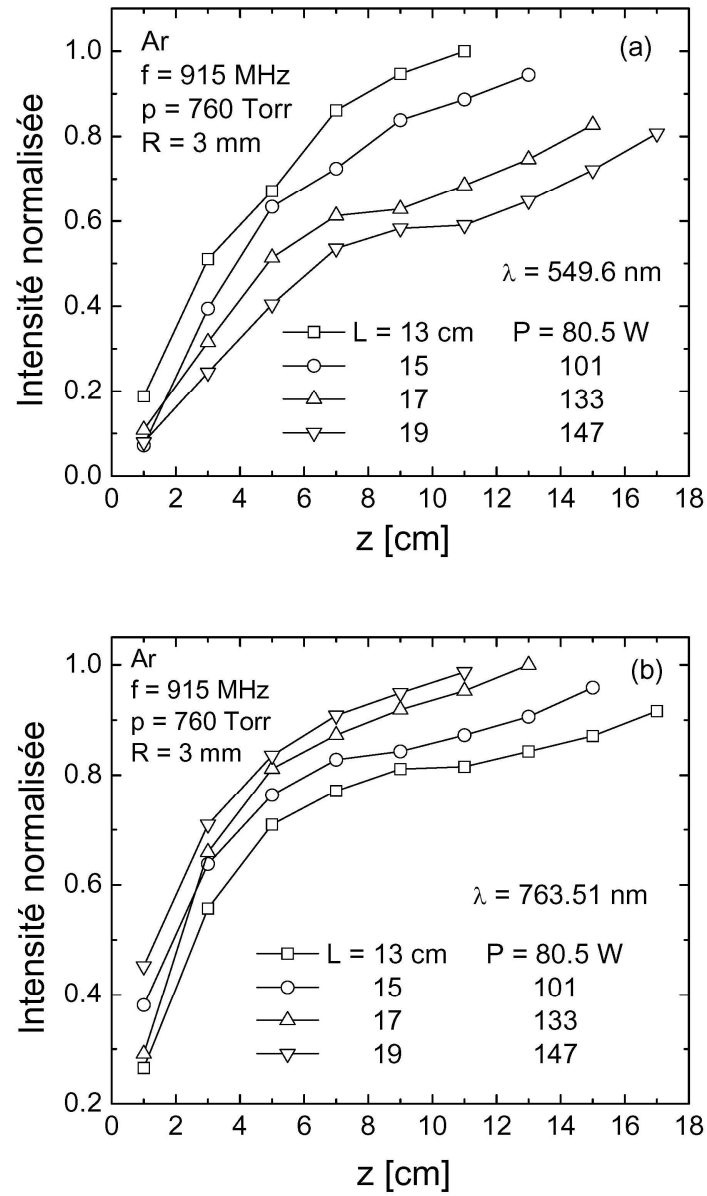 Ar
(a)
f = 915 MHz
p = 760 Torr
R = 3 mm
λ = 549.6 nm
L = 13 cm P = 80.5 W
15 101
17 133
19 147
1.0
0.8
0.6
0.4
0.2
0.0
Intensité normalisée
0 2 4 6 8 10 12 14 16 18
z [cm]
Ar
(b)
f = 915 MHz
p = 760 Torr
R = 3 mm
λ = 763.51 nm
L = 13 cm P = 80.5 W
15 101
17 133
19 147
1.0
0.8
0.6
0.4
0.2
Intensité normalisée
0 2 4 6 8 10 12 14 16 18
z [cm]